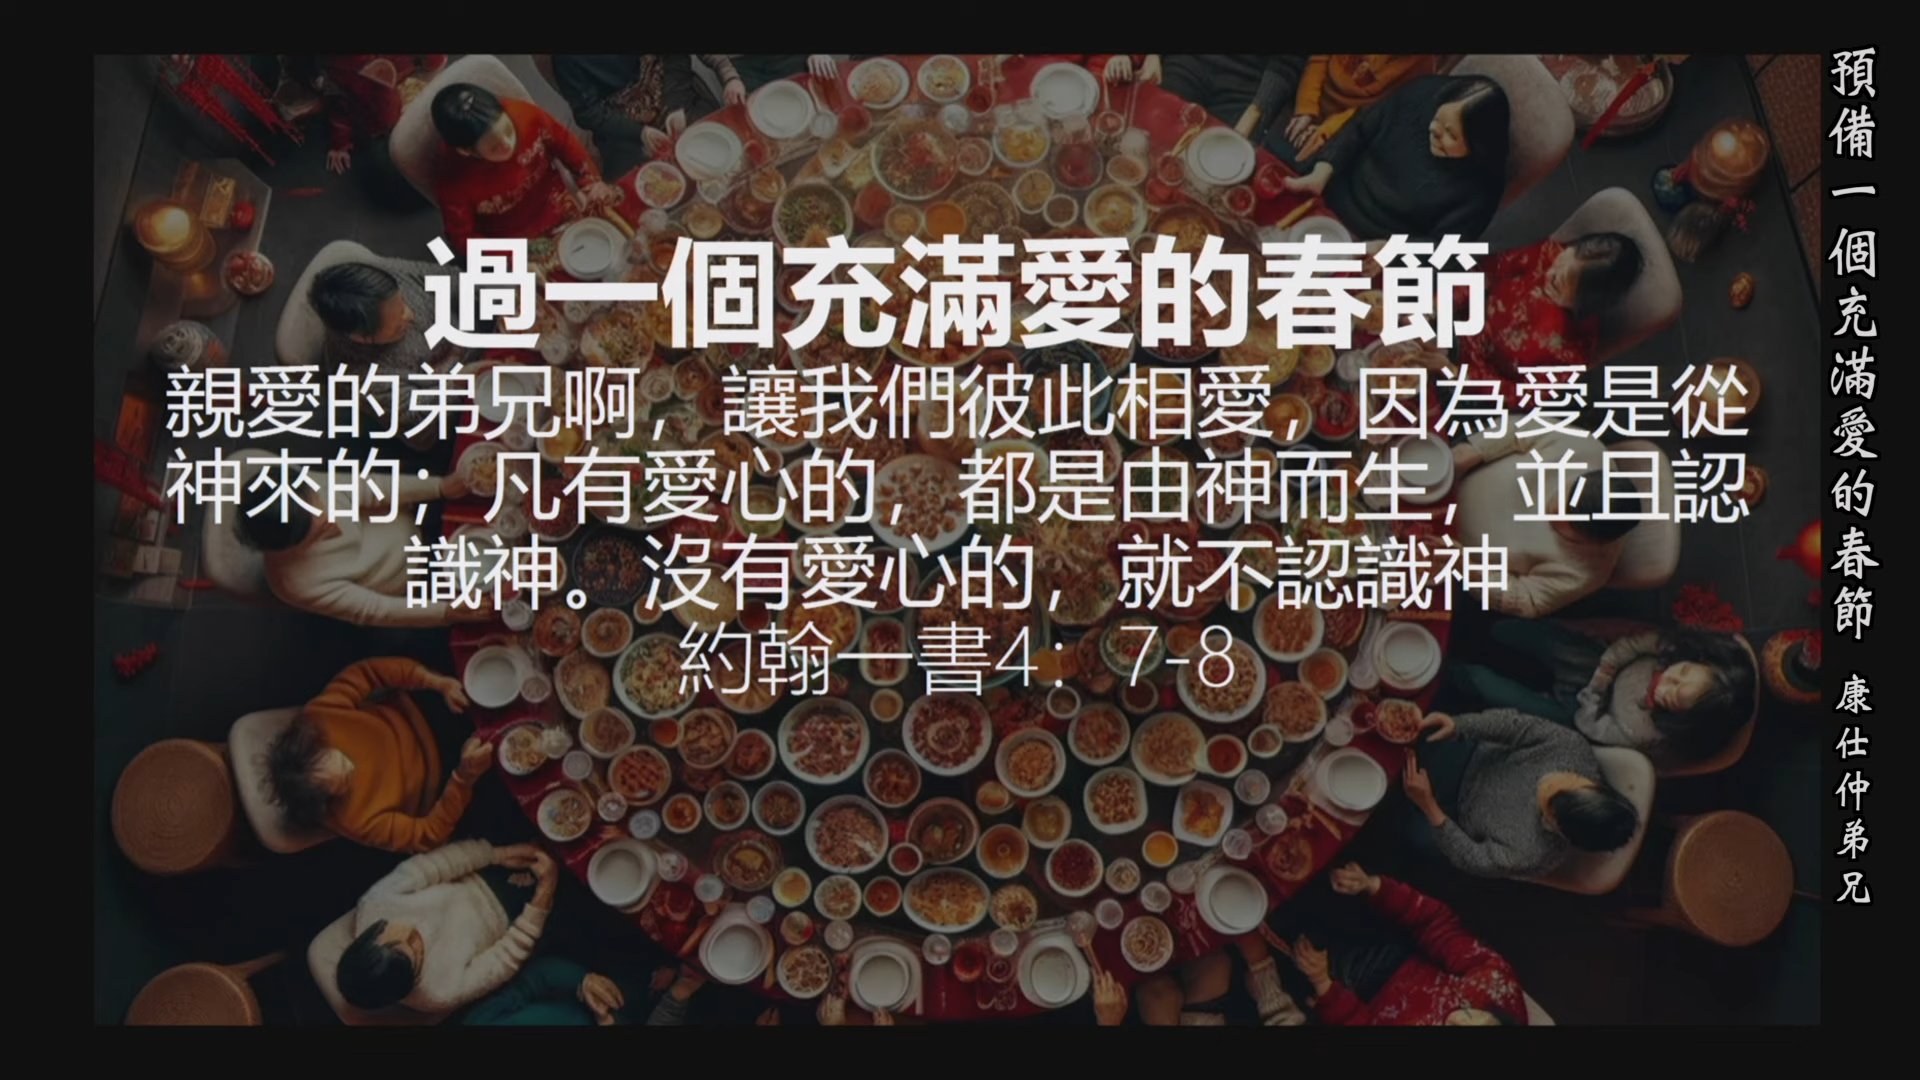 過一個充滿愛的春節
親愛的弟兄啊，讓我們彼此相愛，因為愛是從
神來的；凡有愛心的，都是由神而生，並且認
識神。沒有愛心的，就不認識神
約翰一書4：7-8
預備一個充滿愛的春節 康仕仲弟兄